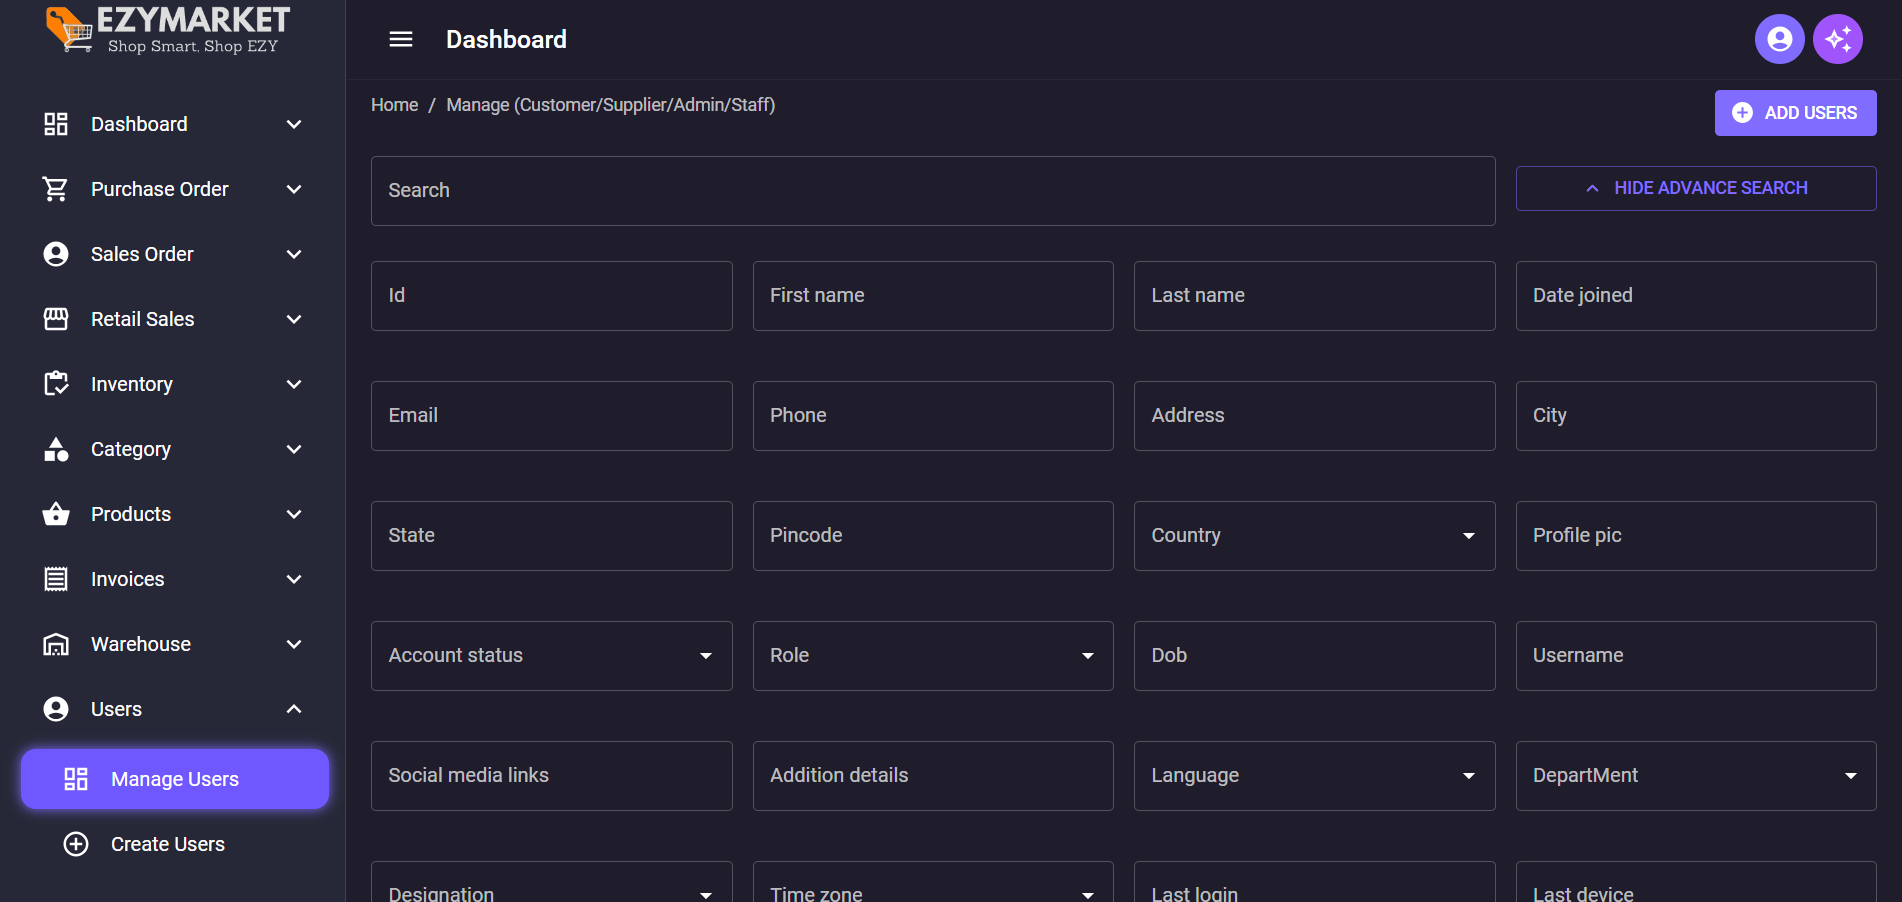 EZYMARKET
Shop Smart, Shop EZY
Dashboard
Purchase Order
Sales Order
Retail Sales
Inventory
Category
Products
Invoices
Warehouse
Users
Manage Users
Create Users
Dashboard
Home / Manage (Customer/Supplier/Admin/Staff)
ADD USERS
Search
HIDE ADVANCE SEARCH
Id
First name
Last name
Date joined
Email
Phone
Address
City
State
Pincode
Country
Profile pic
Account status
Role
Dob
Username
Social media links
Addition details
Language
DepartMent
Designation
Time zone
Last login
Last device